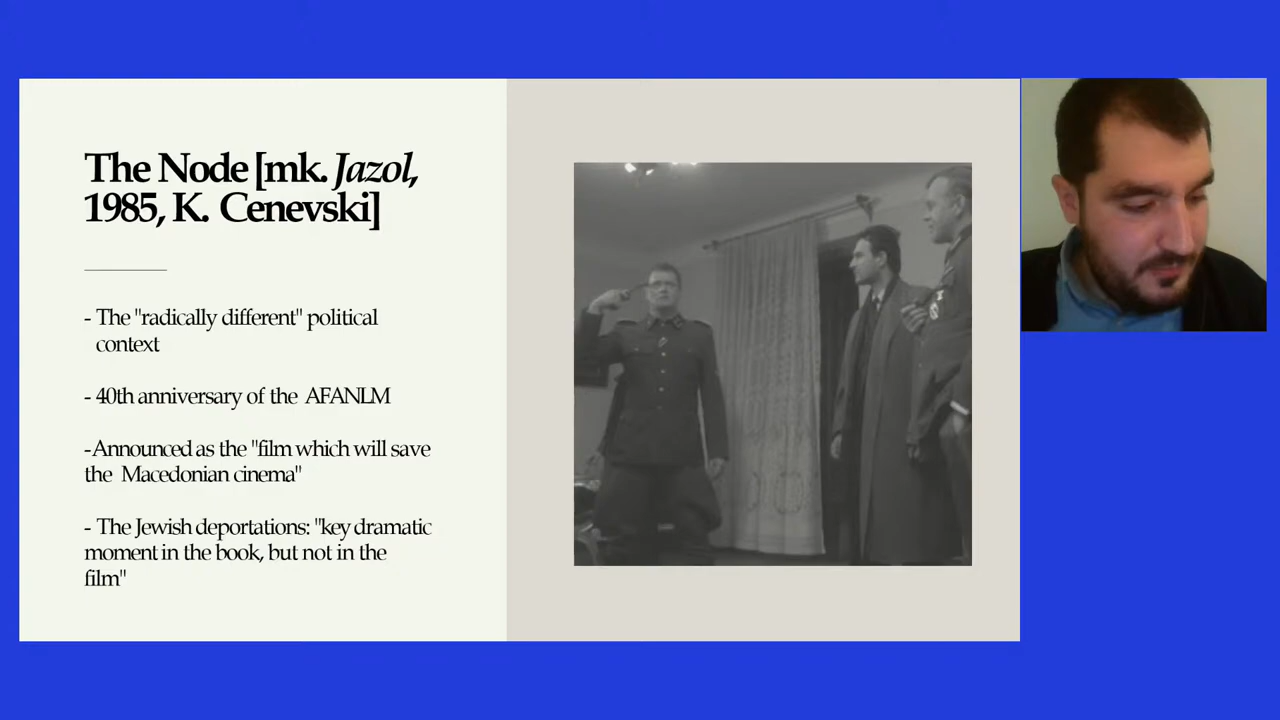 The Node [mk. Jazol,
1985, K. Cenevski]
- The "radically different" political
context
- 40th anniversary of the AFANLM
-Announced as the "film which will save
the Macedonian cinema"
- The Jewish deportations: "key dramatic
moment in the book, but not in the
film"